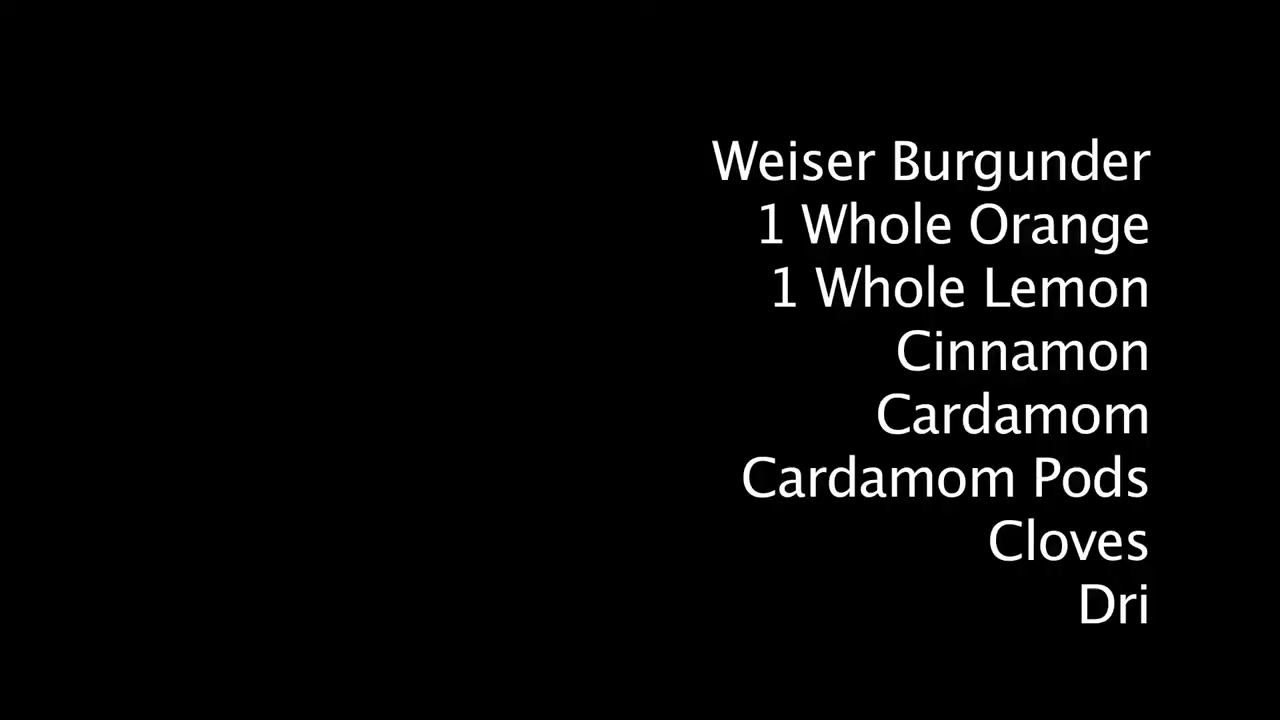 Weiser Burgunder
1 Whole Orange
1 Whole Lemon
Cinnamon
Cardamom
Cardamom Pods
Cloves
Dri